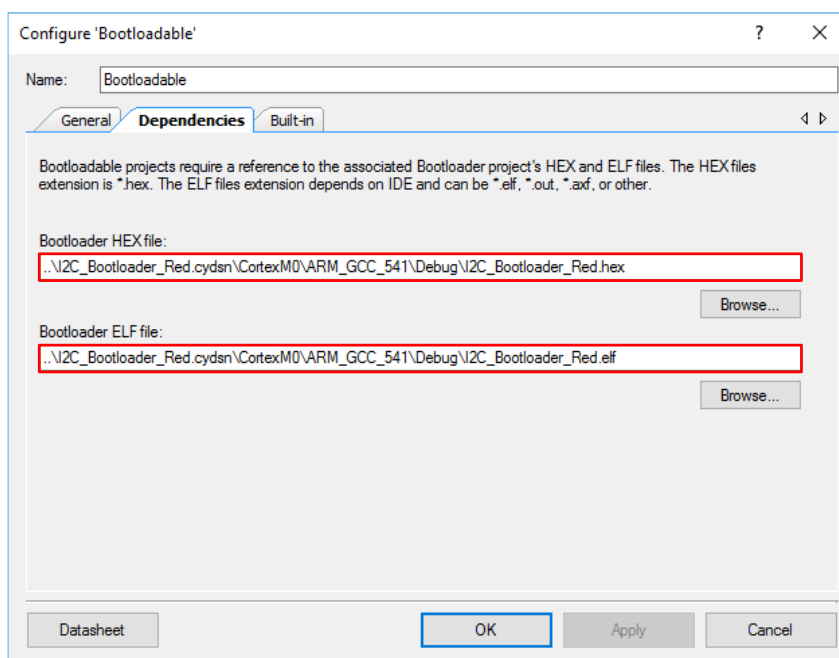 Configure 'Bootloadable'
?
Name:
Bootloadable
General
Dependencies
Built-in
Bootloadable projects require a reference to the associated Bootloader project's HEX and ELF files. The HEX files
extension is *.hex. The ELF files extension depends on IDE and can be *.elf, *.out, *.axf, or other.
Bootloader HEX file:
..\I2C_Bootloader_Red.cydsn\CortexM0\ARM_GCC_541\Debug\I2C_Bootloader_Red.hex
Browse...
Bootloader ELF file:
..\I2C_Bootloader_Red.cydsn\CortexM0\ARM_GCC_541\Debug\I2C_Bootloader_Red.elf
Browse...
Datasheet
OK
Apply
Cancel